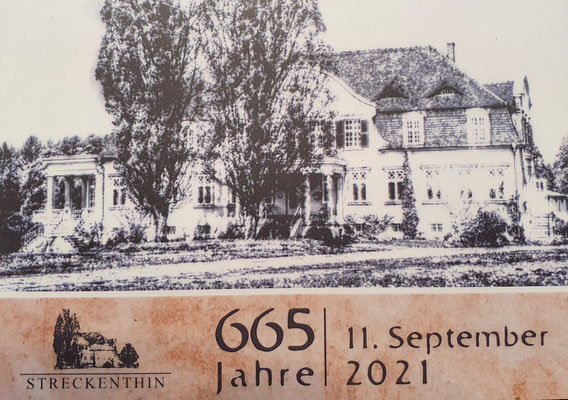 STRECKENTHIN
665
Jahre
11. September
2021